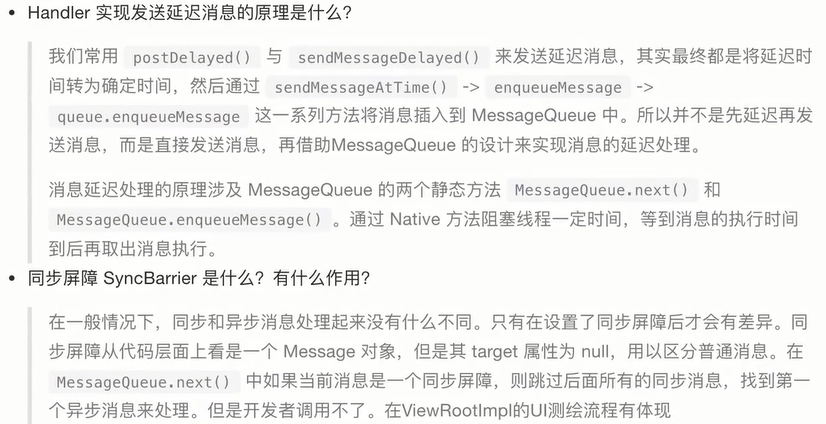 • Handler 实现发送延迟消息的原理是什么？
我们常用 postDelayed() 与 sendMessageDelayed() 来发送延迟消息，其实最终都是将延迟时
间转为确定时间，然后通过 sendMessageAtTime() -> enqueueMessage ->
queue.enqueueMessage 这一系列方法将消息插入到 MessageQueue 中。所以并不是先延迟再发
送消息，而是直接发送消息，再借助MessageQueue 的设计来实现消息的延迟处理。
消息延迟处理的原理涉及 MessageQueue 的两个静态方法 MessageQueue.next() 和
MessageQueue.enqueueMessage() 。通过 Native 方法阻塞线程一定时间，等到消息的执行时间
到后再取出消息执行。
• 同步屏障 SyncBarrier 是什么？有什么作用？
在一般情况下，同步和异步消息处理起来没有什么不同。只有在设置了同步屏障后才会有差异。同
步屏障从代码层面上看是一个 Message 对象，但是其 target 属性为 null，用以区分普通消息。在
MessageQueue.next() 中如果当前消息是一个同步屏障，则跳过后面所有的同步消息，找到第一
个异步消息来处理。但是开发者调用不了。在ViewRootImpl的UI测绘流程有体现